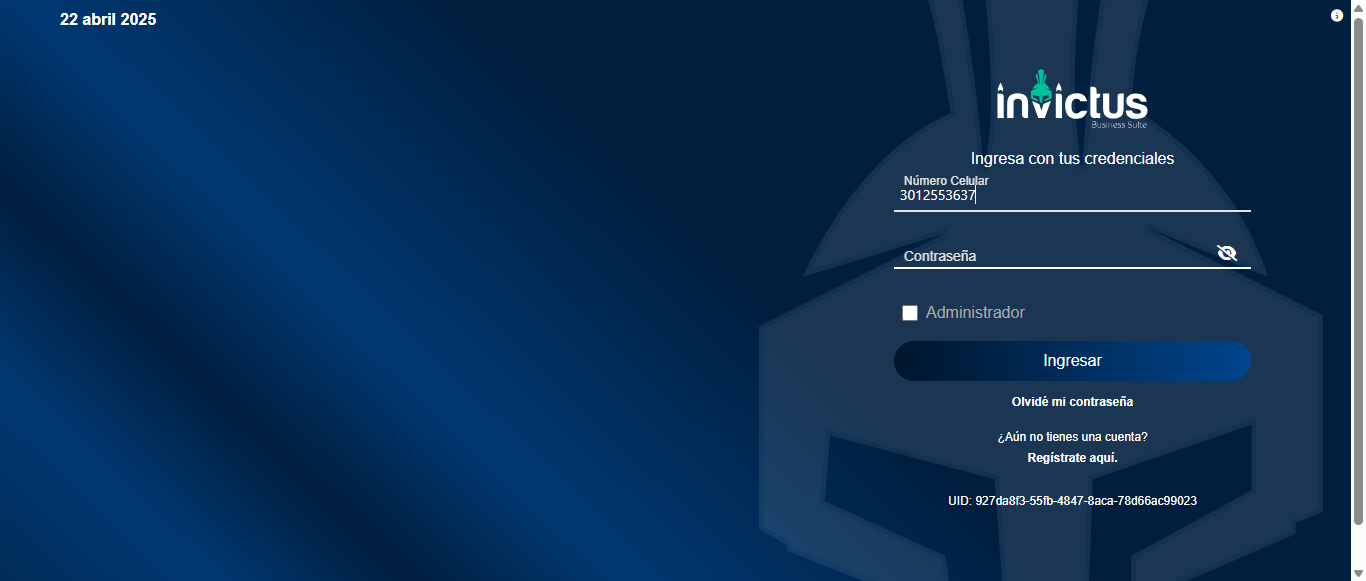 22 abril 2025
invictus
Business Suite
Ingresa con tus credenciales
Número Celular
3012553637
Contraseña
Administrador
Ingresar
Olvidé mi contraseña
¿Aún no tienes una cuenta?
Regístrate aquí.
UID: 927da8f3-55fb-4847-8aca-78d66ac99023